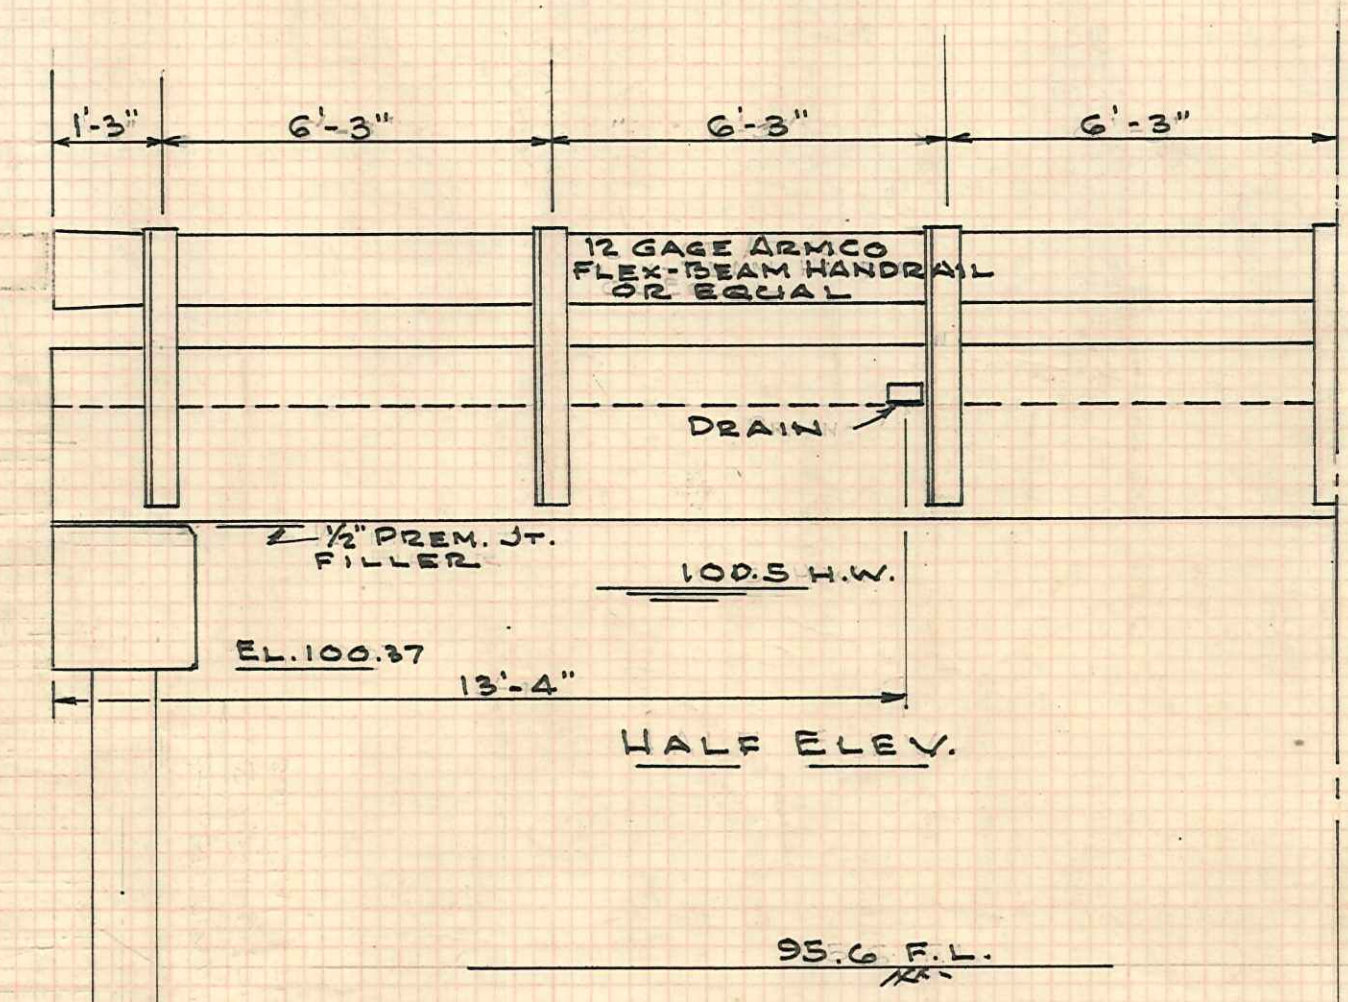 1'-3" 6'-3" 6'-3" 6'-3"
12 GAGE ARMCO
FLEX-BEAM HANDRAIL
OR EQUAL
DRAIN
1/2" PREM. JT.
FILLER
100.5 H.W.
EL. 100.37
13'-4"
HALF ELEV.
95.6 F.L.